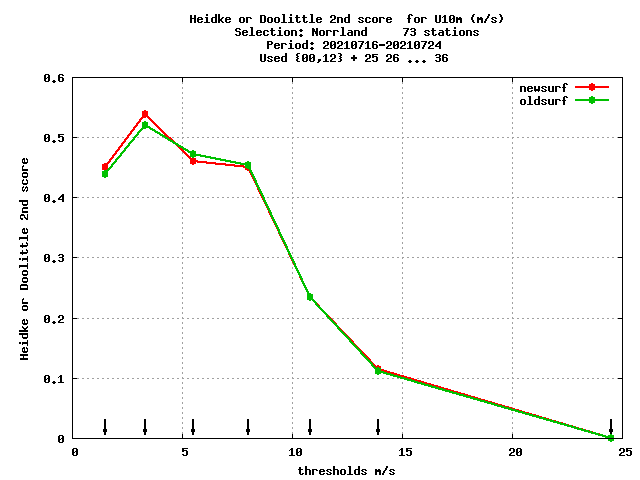 Heidke or Doolittle 2nd score  for U10m (m/s)
Selection: Norrland     73 stations
Period: 20210716-20210724
Used {00,12} + 25 26 ... 36
newsurf
oldsurf
Heidke or Doolittle 2nd score
0.6
0.5
0.4
0.3
0.2
0.1
0
0 5 10 15 20 25
thresholds m/s